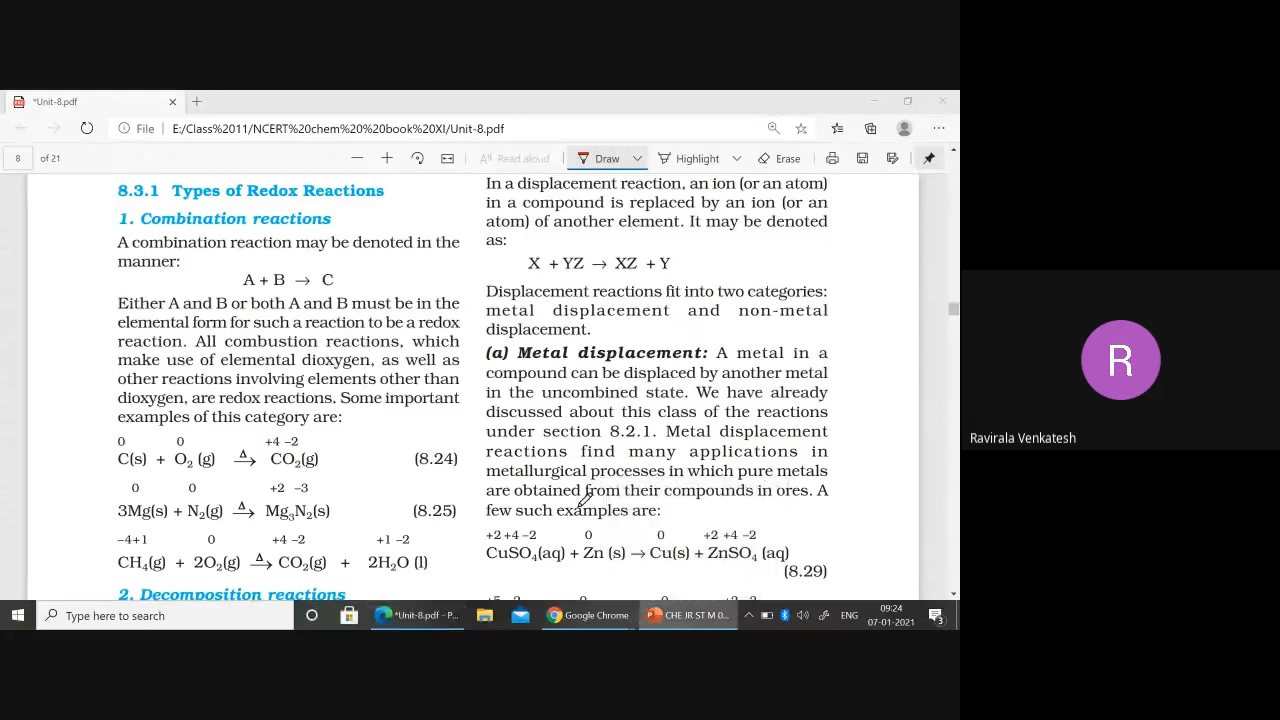 *Unit-8.pdf
File
E:/Class%2011/NCERT%20chem%20%20book%20XI/Unit-8.pdf
8 of 21
Read aloud
Draw
Highlight
Erase
8.3.1 Types of Redox Reactions
1. Combination reactions
A combination reaction may be denoted in the
manner:
A + B → C
Either A and B or both A and B must be in the
elemental form for such a reaction to be a redox
reaction. All combustion reactions, which
make use of elemental dioxygen, as well as
other reactions involving elements other than
dioxygen, are redox reactions. Some important
examples of this category are:
0 0 +4 –2
C(s) + O₂ (g) →Δ CO₂(g) (8.24)
0 0 +2 –3
3Mg(s) + N₂(g) →Δ Mg₃N₂(s) (8.25)
–4+1 0 +4 –2 +1 –2
CH₄(g) + 2O₂(g) →Δ CO₂(g) + 2H₂O (l)
2. Decomposition reactions
In a displacement reaction, an ion (or an atom)
in a compound is replaced by an ion (or an
atom) of another element. It may be denoted
as:
X + YZ → XZ + Y
Displacement reactions fit into two categories:
metal displacement and non-metal
displacement.
(a) Metal displacement: A metal in a
compound can be displaced by another metal
in the uncombined state. We have already
discussed about this class of the reactions
under section 8.2.1. Metal displacement
reactions find many applications in
metallurgical processes in which pure metals
are obtained from their compounds in ores. A
few such examples are:
+2 +4 –2 0 0 +2 +4 –2
CuSO₄(aq) + Zn (s) → Cu(s) + ZnSO₄ (aq)
(8.29)
R
Ravirala Venkatesh
Type here to search
*Unit-8.pdf - P...
Google Chrome
CHE JR ST M 0...
ENG
09:24
07-01-2021
3